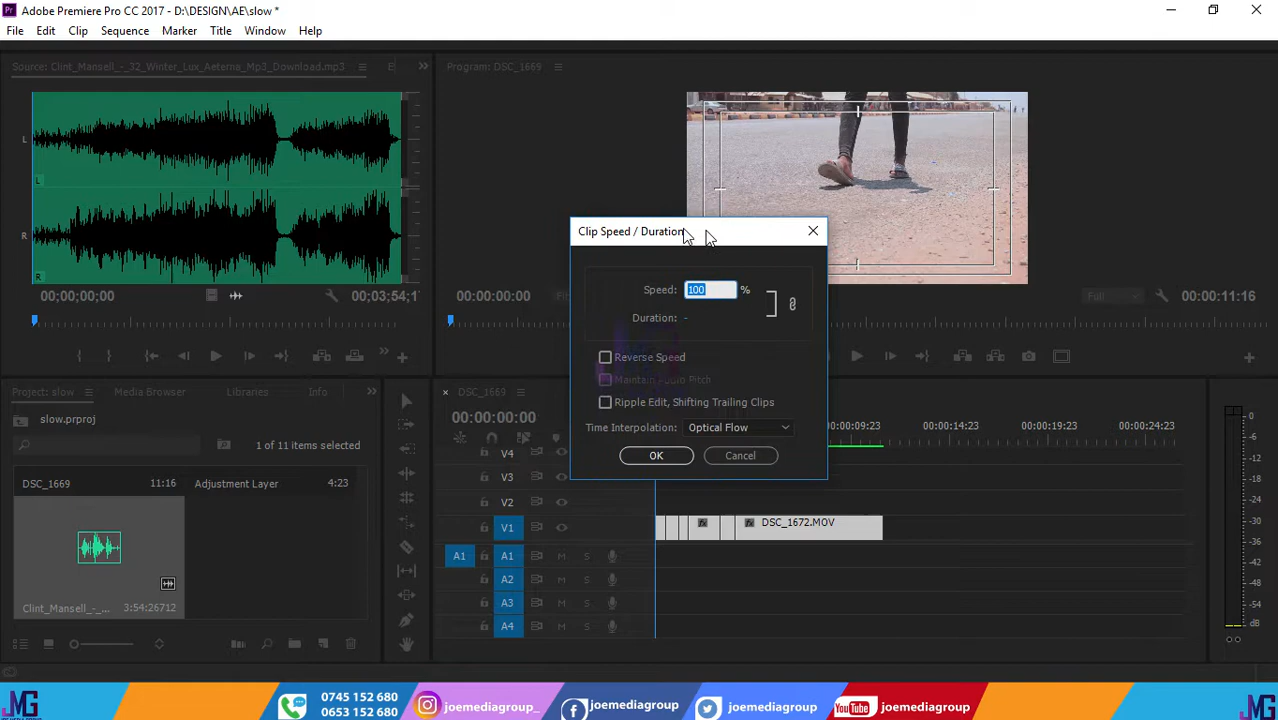 Adobe Premiere Pro CC 2017 - D:\DESIGN\AE\slow *
File Edit Clip Sequence Marker Title Window Help
Source: Clint_Mansell_-_32_Winter_Lux_Aeterna_Mp3_Download.mp3
Program: DSC_1669
L
L
R
R
00;00;00;00
00;03;54;1
00:00:00:00
Full
00:00:11:16
Clip Speed / Duration
Speed: 100 %
Duration: -
Reverse Speed
Maintain Audio Pitch
Ripple Edit, Shifting Trailing Clips
Time Interpolation: Optical Flow
OK Cancel
Project: slow Media Browser Libraries Info
slow.prproj
1 of 11 items selected
DSC_1669 11:16
Adjustment Layer 4:23
Clint_Mansell_-_... 3:54:26712
DSC_1669
00:00:00:00
00:00:09:23 00:00:14:23 00:00:19:23 00:00:24:23
V4
V3
V2
V1 fx fx DSC_1672.MOV
A1 A1 M S
A2 M S
A3 M S
A4 M S
0
-6
-12
-18
-24
-30
-36
-42
-48
-54
dB
JMG
0745 152 680
0653 152 680
joemediagroup_
joemediagroup
joemediagroup
You Tube joemediagroup
JMG